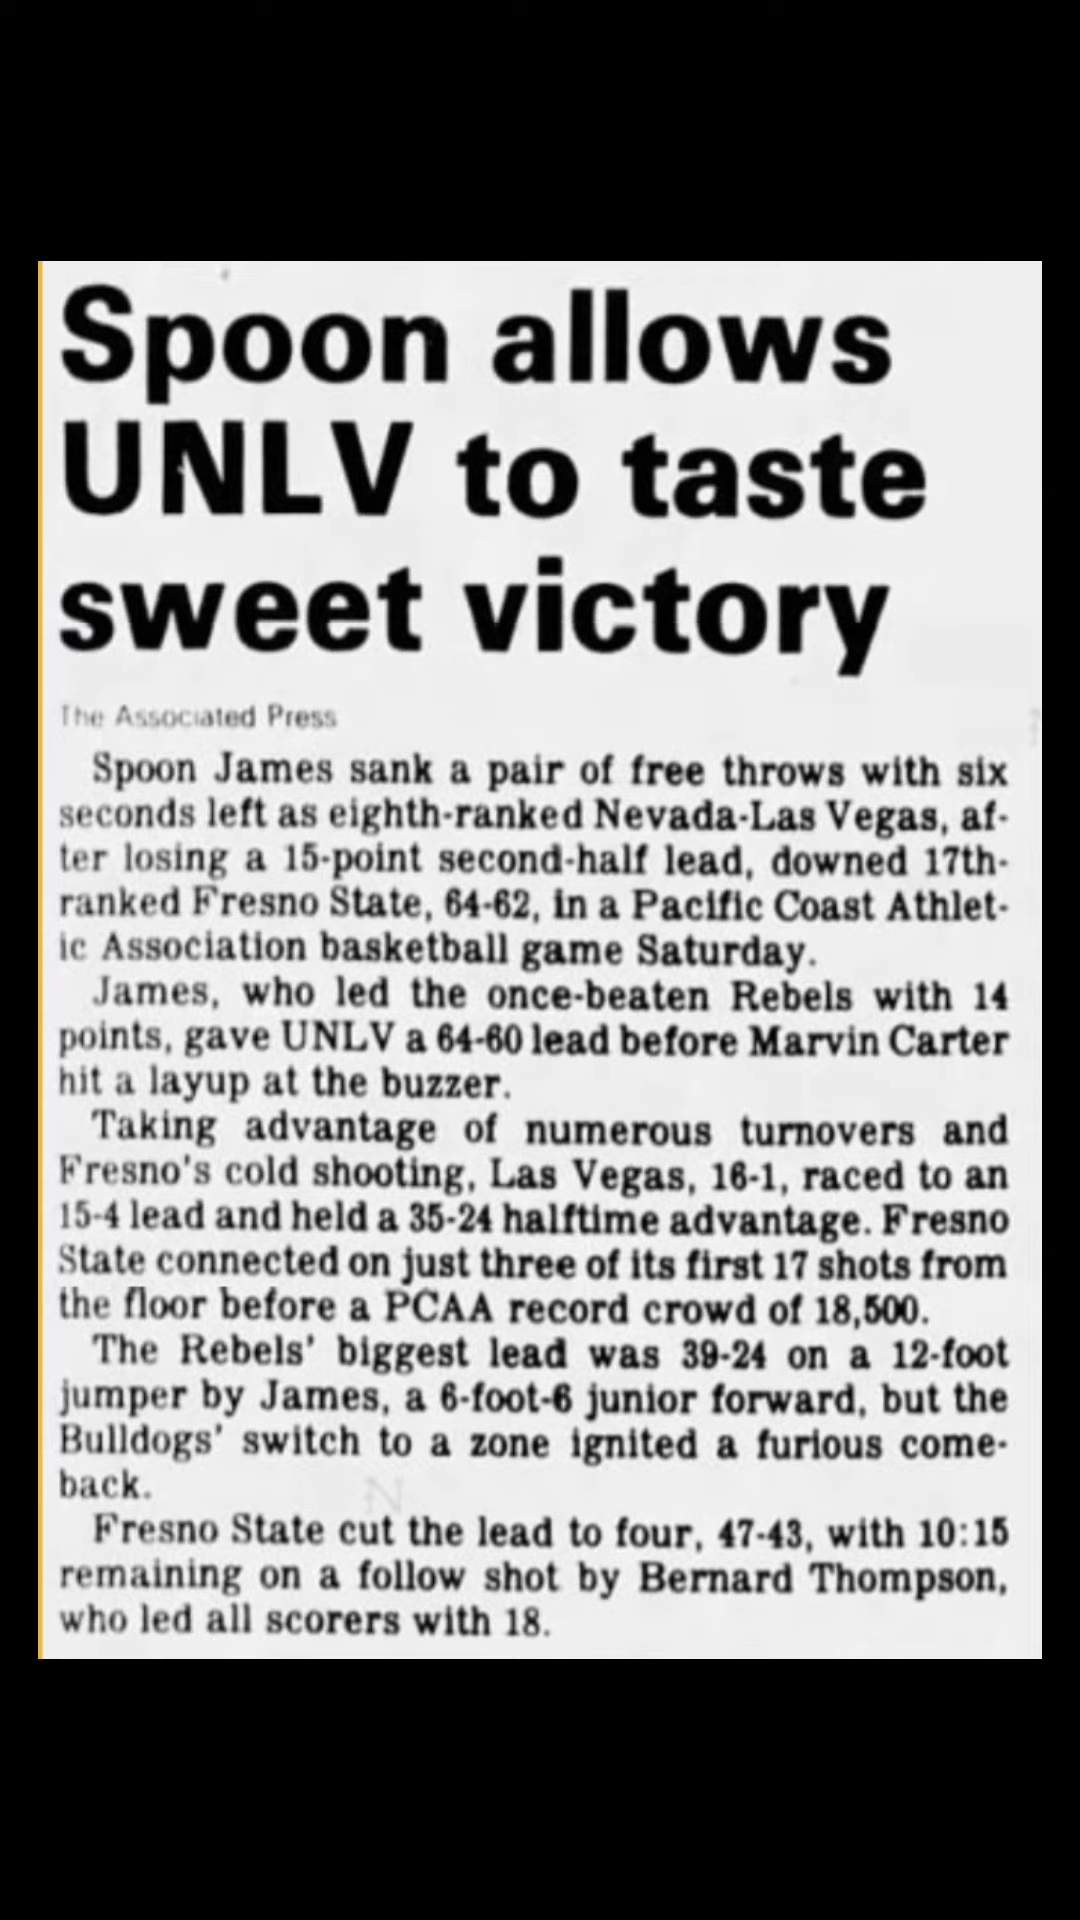 Spoon allows
UNLV to taste
sweet victory
The Associated Press
Spoon James sank a pair of free throws with six
seconds left as eighth-ranked Nevada-Las Vegas, af-
ter losing a 15-point second-half lead, downed 17th-
ranked Fresno State, 64-62, in a Pacific Coast Athlet-
ic Association basketball game Saturday.
James, who led the once-beaten Rebels with 14
points, gave UNLV a 64-60 lead before Marvin Carter
hit a layup at the buzzer.
Taking advantage of numerous turnovers and
Fresno's cold shooting, Las Vegas, 16-1, raced to an
15-4 lead and held a 35-24 halftime advantage. Fresno
State connected on just three of its first 17 shots from
the floor before a PCAA record crowd of 18,500.
The Rebels' biggest lead was 39-24 on a 12-foot
jumper by James, a 6-foot-6 junior forward, but the
Bulldogs' switch to a zone ignited a furious come-
back.
Fresno State cut the lead to four, 47-43, with 10:15
remaining on a follow shot by Bernard Thompson,
who led all scorers with 18.